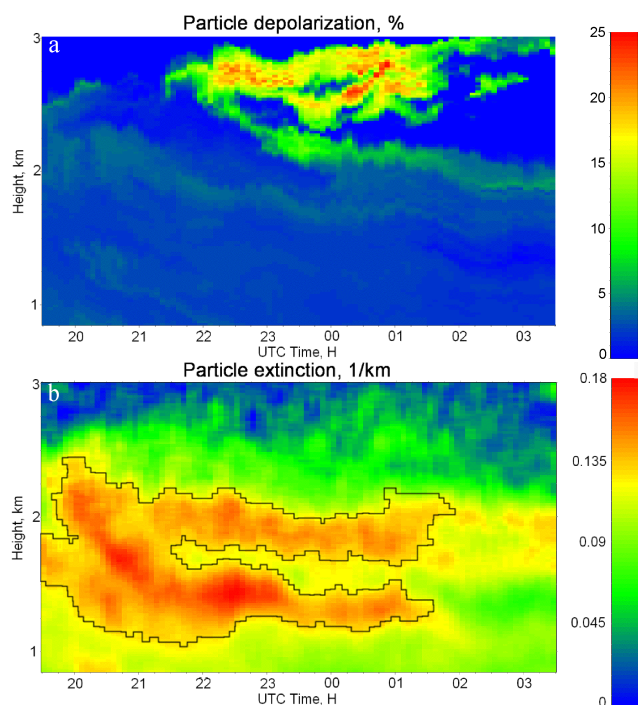 Particle depolarization, %
a
3
2
1
Height, km
20 21 22 23 00 01 02 03
UTC Time, H
25
20
15
10
5
0
Particle extinction, 1/km
b
3
2
1
Height, km
20 21 22 23 00 01 02 03
UTC Time, H
0.18
0.135
0.09
0.045
0